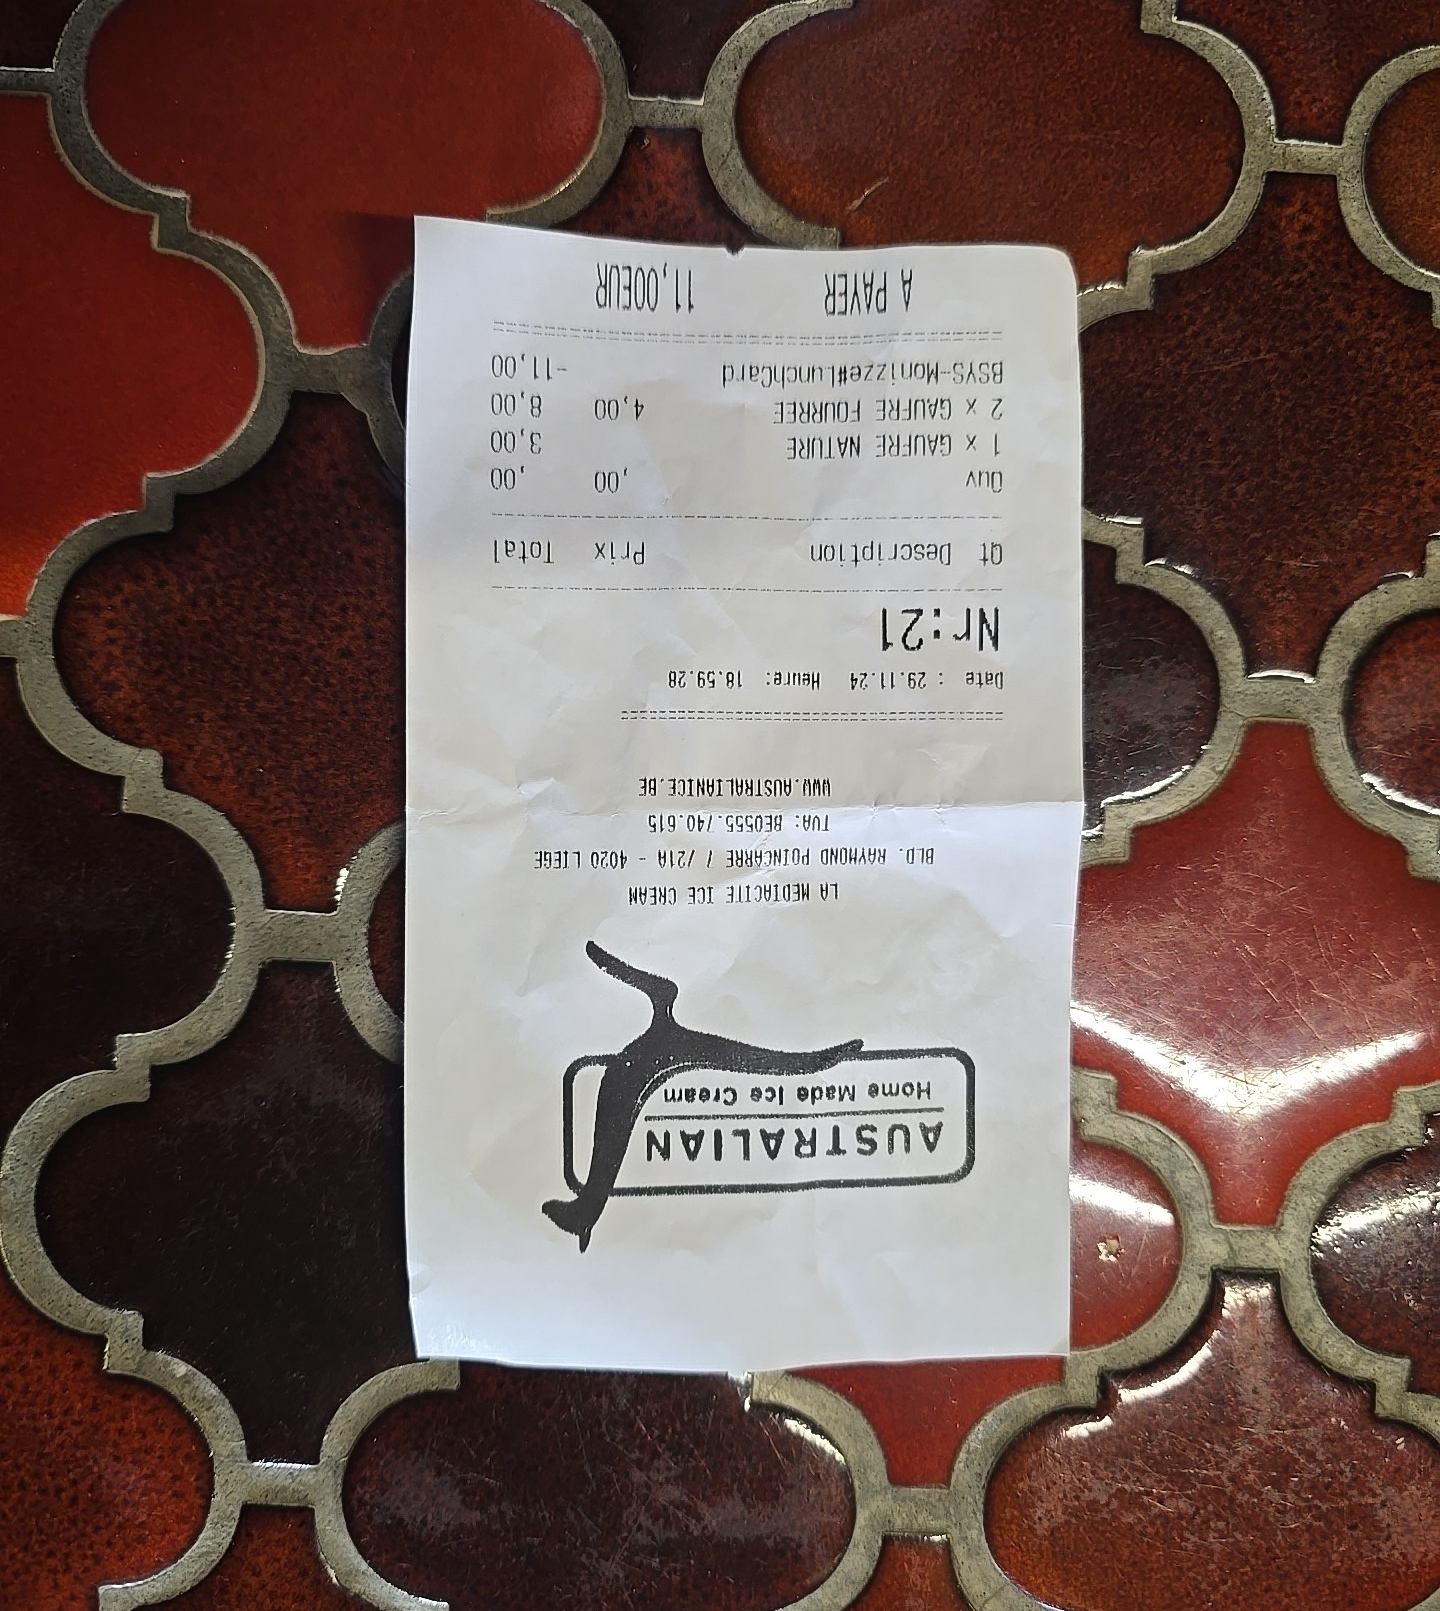 AUSTRALIAN
Home Made Ice Cream
LA MEDIACITE ICE CREAM
BLD. RAYMOND POINCARRE 7 /21A - 4020 LIEGE
TVA: BE0555.740.615
WWW.AUSTRALIANICE.BE
Date : 29.11.24 Heure: 18.59.28
Nr:21
Qt Description Prix Total
Ouv ,00 ,00
1 x GAUFRE NATURE 3,00
2 x GAUFRE FOURREE 4,00 8,00
BSYS-Monizze#LunchCard -11,00
A PAYER 11,00EUR